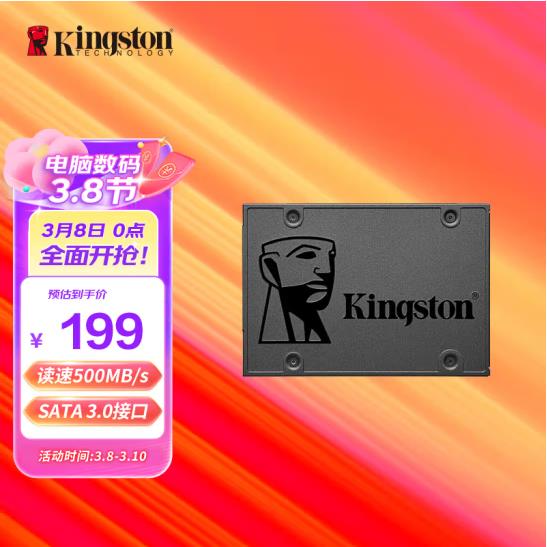 Kingston
TECHNOLOGY
电脑数码
3.8节
3月8日 0点
全面开抢!
预估到手价
¥ 199
读速500MB/s
SATA 3.0接口
活动时间:3.8-3.10
Kingston®